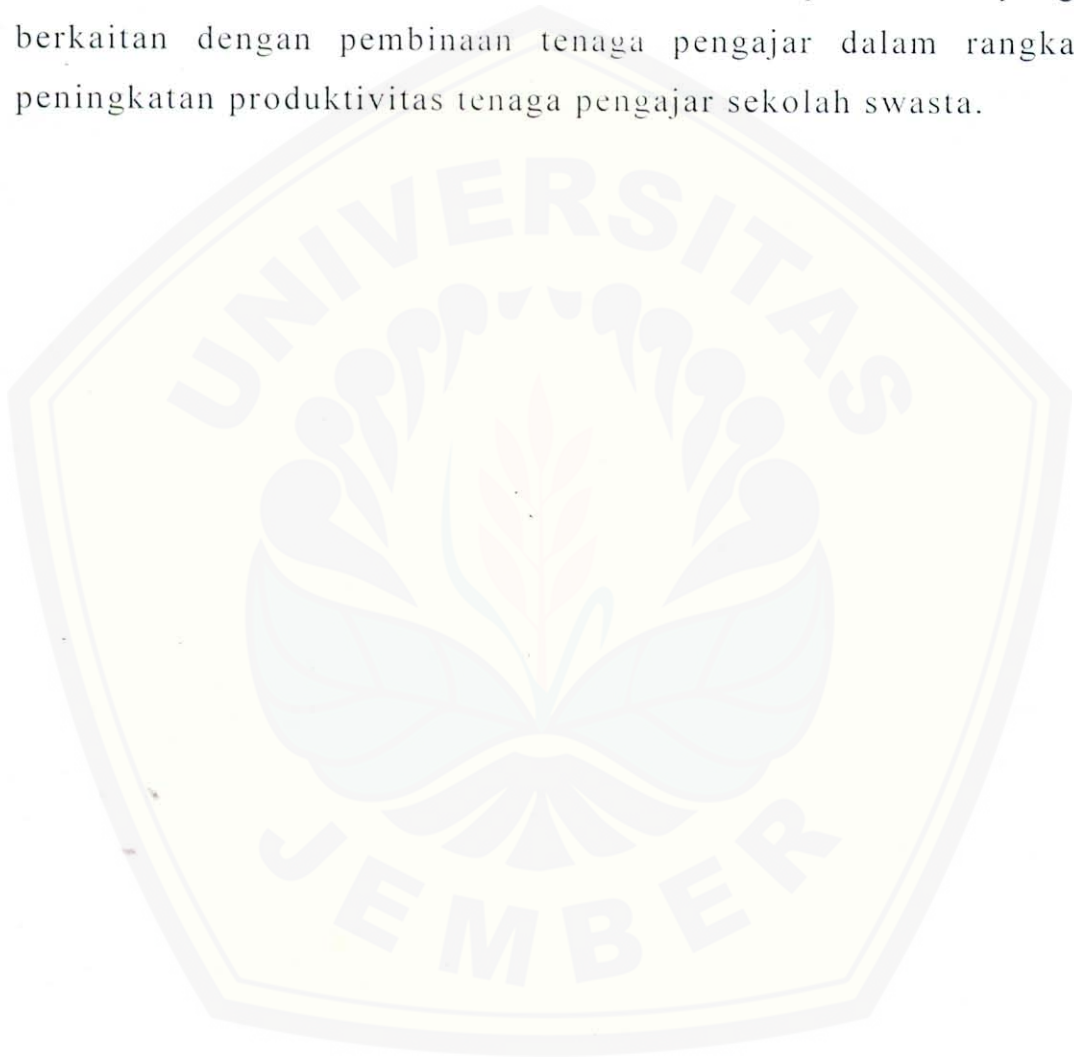 berkaitan dengan pembinaan tenaga pengajar dalam rangka
peningkatan produktivitas tenaga pengajar sekolah swasta.
UNIVERSITAS
JEMBER